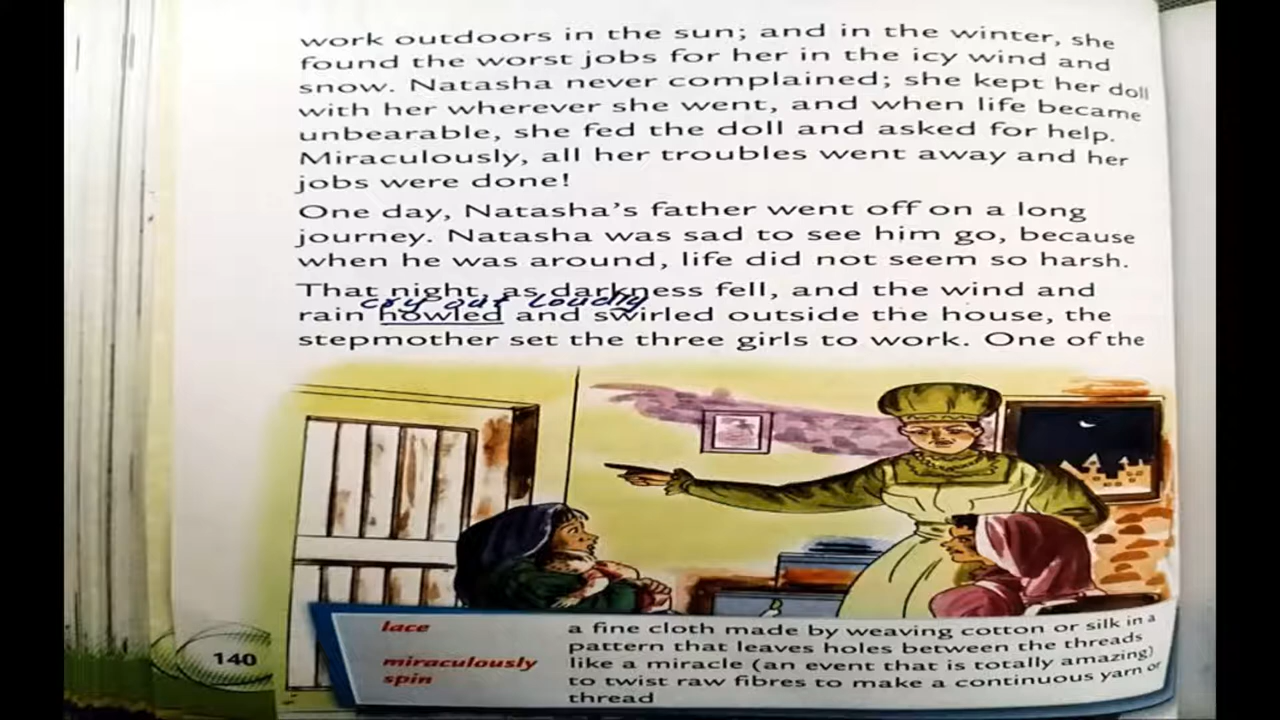 work outdoors in the sun; and in the winter, she
found the worst jobs for her in the icy wind and
snow. Natasha never complained; she kept her doll
with her wherever she went, and when life became
unbearable, she fed the doll and asked for help.
Miraculously, all her troubles went away and her
jobs were done!
One day, Natasha's father went off on a long
journey. Natasha was sad to see him go, because
when he was around, life did not seem so harsh.
That night, as darkness fell, and the wind and
cry out loudly
rain howled and swirled outside the house, the
stepmother set the three girls to work. One of the
lace a fine cloth made by weaving cotton or silk in a
pattern that leaves holes between the threads
miraculously like a miracle (an event that is totally amazing)
spin to twist raw fibres to make a continuous yarn or
thread
140